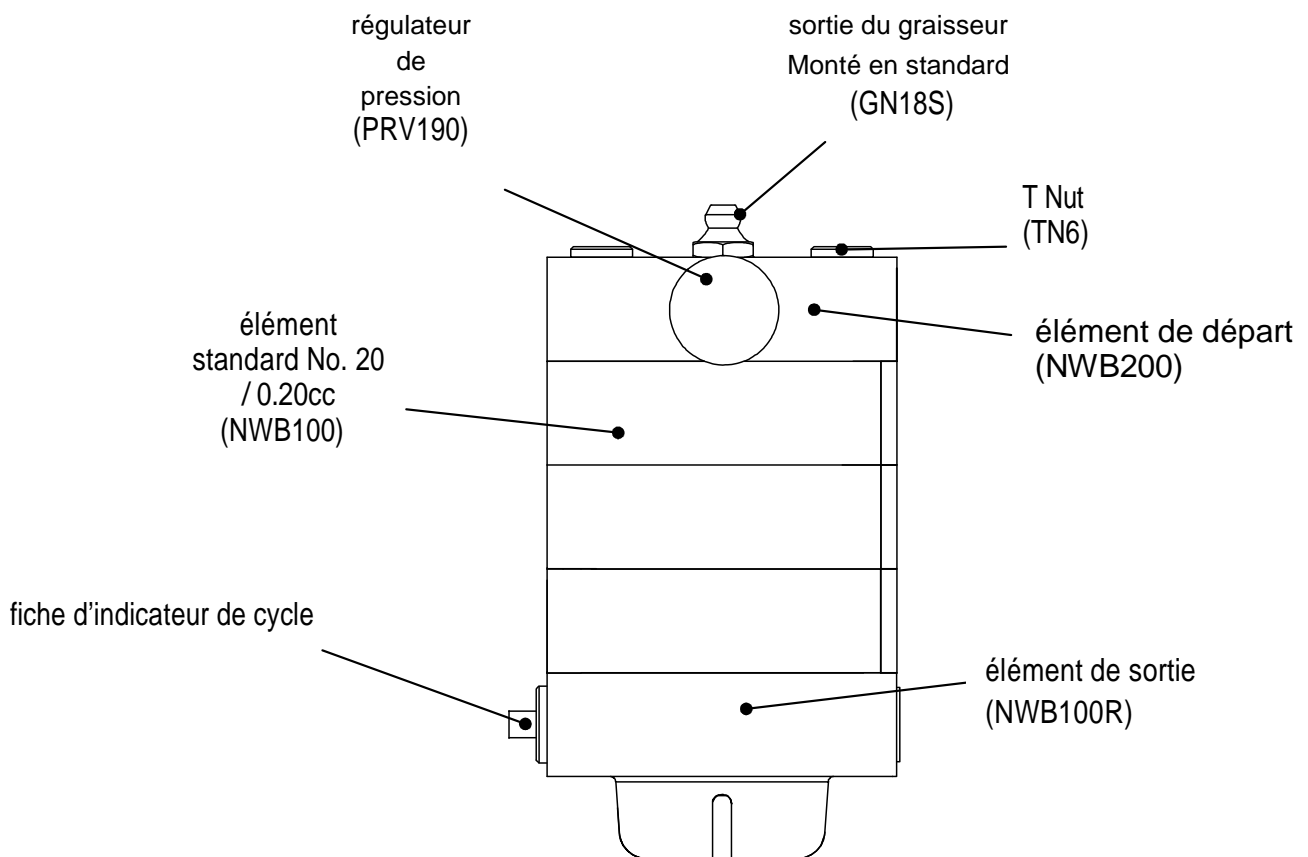 régulateur
de
pression
(PRV190)
sortie du graisseur
Monté en standard
(GN18S)
T Nut
(TN6)
élément
standard No. 20
/ 0.20cc
(NWB100)
élément de départ
(NWB200)
fiche d’indicateur de cycle
élément de sortie
(NWB100R)